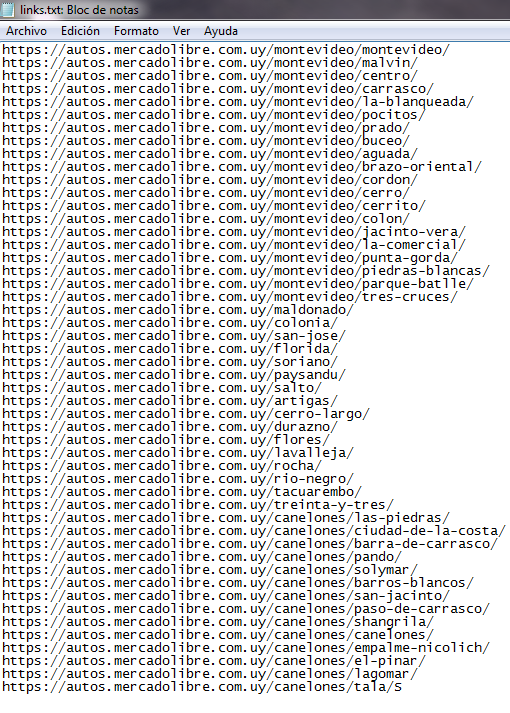 links.txt: Bloc de notas
Archivo Edición Formato Ver Ayuda
https://autos.mercadolibre.com.uy/montevideo/montevideo/
https://autos.mercadolibre.com.uy/montevideo/malvin/
https://autos.mercadolibre.com.uy/montevideo/centro/
https://autos.mercadolibre.com.uy/montevideo/carrasco/
https://autos.mercadolibre.com.uy/montevideo/la-blanqueada/
https://autos.mercadolibre.com.uy/montevideo/pocitos/
https://autos.mercadolibre.com.uy/montevideo/prado/
https://autos.mercadolibre.com.uy/montevideo/buceo/
https://autos.mercadolibre.com.uy/montevideo/aguada/
https://autos.mercadolibre.com.uy/montevideo/brazo-oriental/
https://autos.mercadolibre.com.uy/montevideo/cordon/
https://autos.mercadolibre.com.uy/montevideo/cerro/
https://autos.mercadolibre.com.uy/montevideo/cerrito/
https://autos.mercadolibre.com.uy/montevideo/colon/
https://autos.mercadolibre.com.uy/montevideo/jacinto-vera/
https://autos.mercadolibre.com.uy/montevideo/la-comercial/
https://autos.mercadolibre.com.uy/montevideo/punta-gorda/
https://autos.mercadolibre.com.uy/montevideo/piedras-blancas/
https://autos.mercadolibre.com.uy/montevideo/parque-batlle/
https://autos.mercadolibre.com.uy/montevideo/tres-cruces/
https://autos.mercadolibre.com.uy/maldonado/
https://autos.mercadolibre.com.uy/colonia/
https://autos.mercadolibre.com.uy/san-jose/
https://autos.mercadolibre.com.uy/florida/
https://autos.mercadolibre.com.uy/soriano/
https://autos.mercadolibre.com.uy/paysandu/
https://autos.mercadolibre.com.uy/salto/
https://autos.mercadolibre.com.uy/artigas/
https://autos.mercadolibre.com.uy/cerro-largo/
https://autos.mercadolibre.com.uy/durazno/
https://autos.mercadolibre.com.uy/flores/
https://autos.mercadolibre.com.uy/lavalleja/
https://autos.mercadolibre.com.uy/rocha/
https://autos.mercadolibre.com.uy/rio-negro/
https://autos.mercadolibre.com.uy/tacuarembo/
https://autos.mercadolibre.com.uy/treinta-y-tres/
https://autos.mercadolibre.com.uy/canelones/las-piedras/
https://autos.mercadolibre.com.uy/canelones/ciudad-de-la-costa/
https://autos.mercadolibre.com.uy/canelones/barra-de-carrasco/
https://autos.mercadolibre.com.uy/canelones/pando/
https://autos.mercadolibre.com.uy/canelones/solymar/
https://autos.mercadolibre.com.uy/canelones/barros-blancos/
https://autos.mercadolibre.com.uy/canelones/san-jacinto/
https://autos.mercadolibre.com.uy/canelones/paso-de-carrasco/
https://autos.mercadolibre.com.uy/canelones/shangrila/
https://autos.mercadolibre.com.uy/canelones/canelones/
https://autos.mercadolibre.com.uy/canelones/empalme-nicolich/
https://autos.mercadolibre.com.uy/canelones/el-pinar/
https://autos.mercadolibre.com.uy/canelones/lagomar/
https://autos.mercadolibre.com.uy/canelones/tala/S